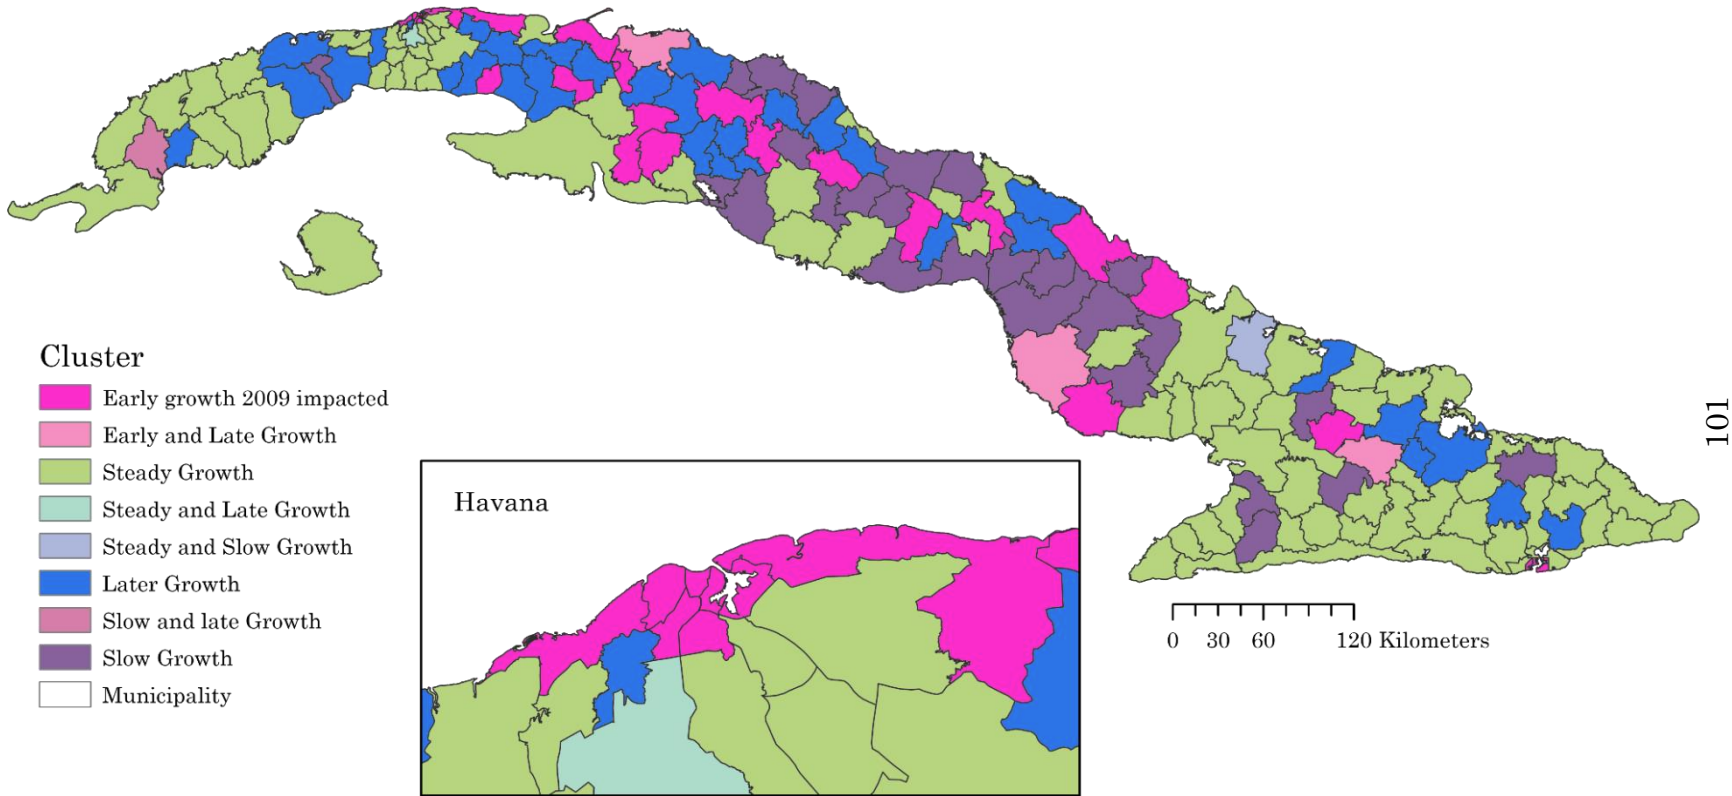 Cluster
Early growth 2009 impacted
Early and Late Growth
Steady Growth
Steady and Late Growth
Steady and Slow Growth
Later Growth
Slow and late Growth
Slow Growth
Municipality
Havana
0 30 60 120 Kilometers
101